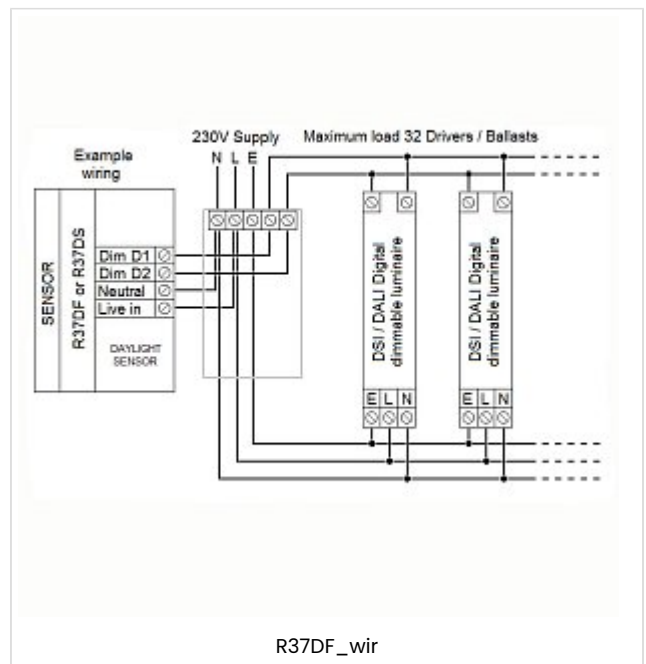 230V Supply
Maximum load 32 Drivers / Ballasts
N L E
Example
wiring
SENSOR
R37DF or R37DS
Dim D1
Dim D2
Neutral
Live in
DAYLIGHT
SENSOR
DSI / DALI Digital
dimmable luminaire
E L N
DSI / DALI Digital
dimmable luminaire
E L N
R37DF_wir